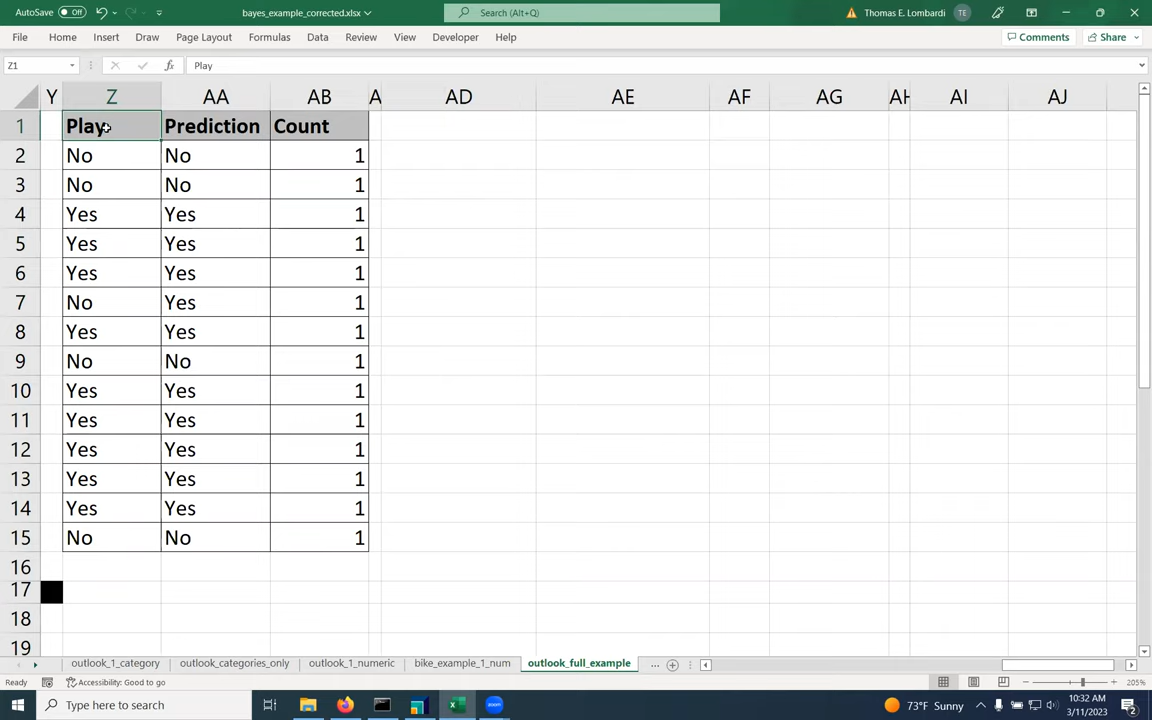 AutoSave Off bayes_example_corrected.xlsx Search (Alt+Q) Thomas E. Lombardi TE
File Home Insert Draw Page Layout Formulas Data Review View Developer Help Comments Share
Z1 fx Play
Y Z AA AB A AD AE AF AG AH AI AJ
1 Play Prediction Count
2 No No 1
3 No No 1
4 Yes Yes 1
5 Yes Yes 1
6 Yes Yes 1
7 No Yes 1
8 Yes Yes 1
9 No No 1
10 Yes Yes 1
11 Yes Yes 1
12 Yes Yes 1
13 Yes Yes 1
14 Yes Yes 1
15 No No 1
16
17
18
19
outlook_1_category outlook_categories_only outlook_1_numeric bike_example_1_num outlook_full_example ...
Ready Accessibility: Good to go 205%
Type here to search zoom 73°F Sunny 10:32 AM
3/11/2023 2